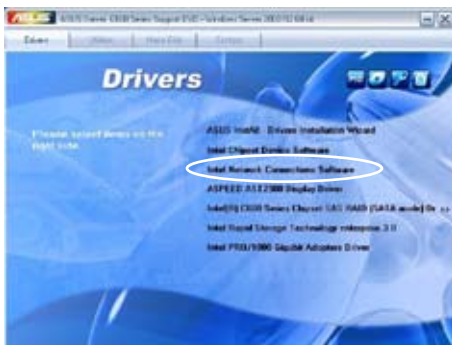 ASUS Server C600 Series Support DVD - Windows Server 2003/32 Bit
Drivers Utilities Make Disk Contact
Drivers
Please select items on the right side.
ASUS InstAll - Drivers Installation Wizard
Intel Chipset Device Software
Intel Network Connections Software
ASPEED AST2300 Display Driver
Intel(R) C600 Series Chipset SAS RAID (SATA mode) Dr
Intel Rapid Storage Technology enterprise 3.0
Intel PRO/1000 Gigabit Adapters Driver